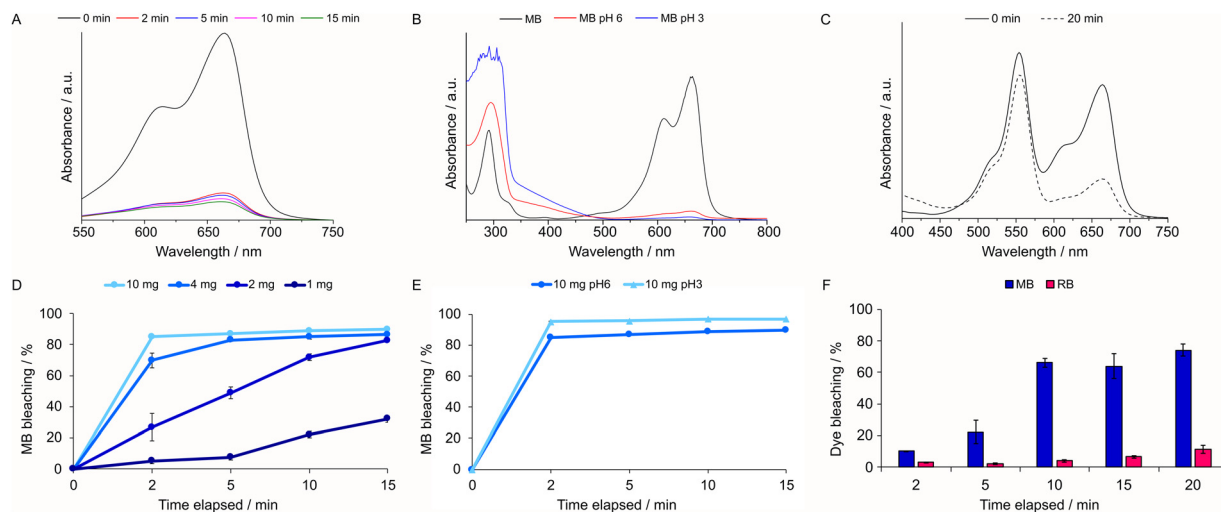 A
0 min 2 min 5 min 10 min 15 min
Absorbance / a.u.
550 600 650 700 750
Wavelength / nm
B
MB MB pH 6 MB pH 3
Absorbance / a.u.
300 400 500 600 700 800
Wavelength / nm
C
0 min 20 min
Absorbance / a.u.
400 450 500 550 600 650 700 750
Wavelength / nm
D
10 mg 4 mg 2 mg 1 mg
MB bleaching / %
100
80
60
40
20
0
0 2 5 10 15
Time elapsed / min
E
10 mg pH6 10 mg pH3
MB bleaching / %
100
80
60
40
20
0
0 2 5 10 15
Time elapsed / min
F
MB RB
Dye bleaching / %
100
80
60
40
20
0
2 5 10 15 20
Time elapsed / min